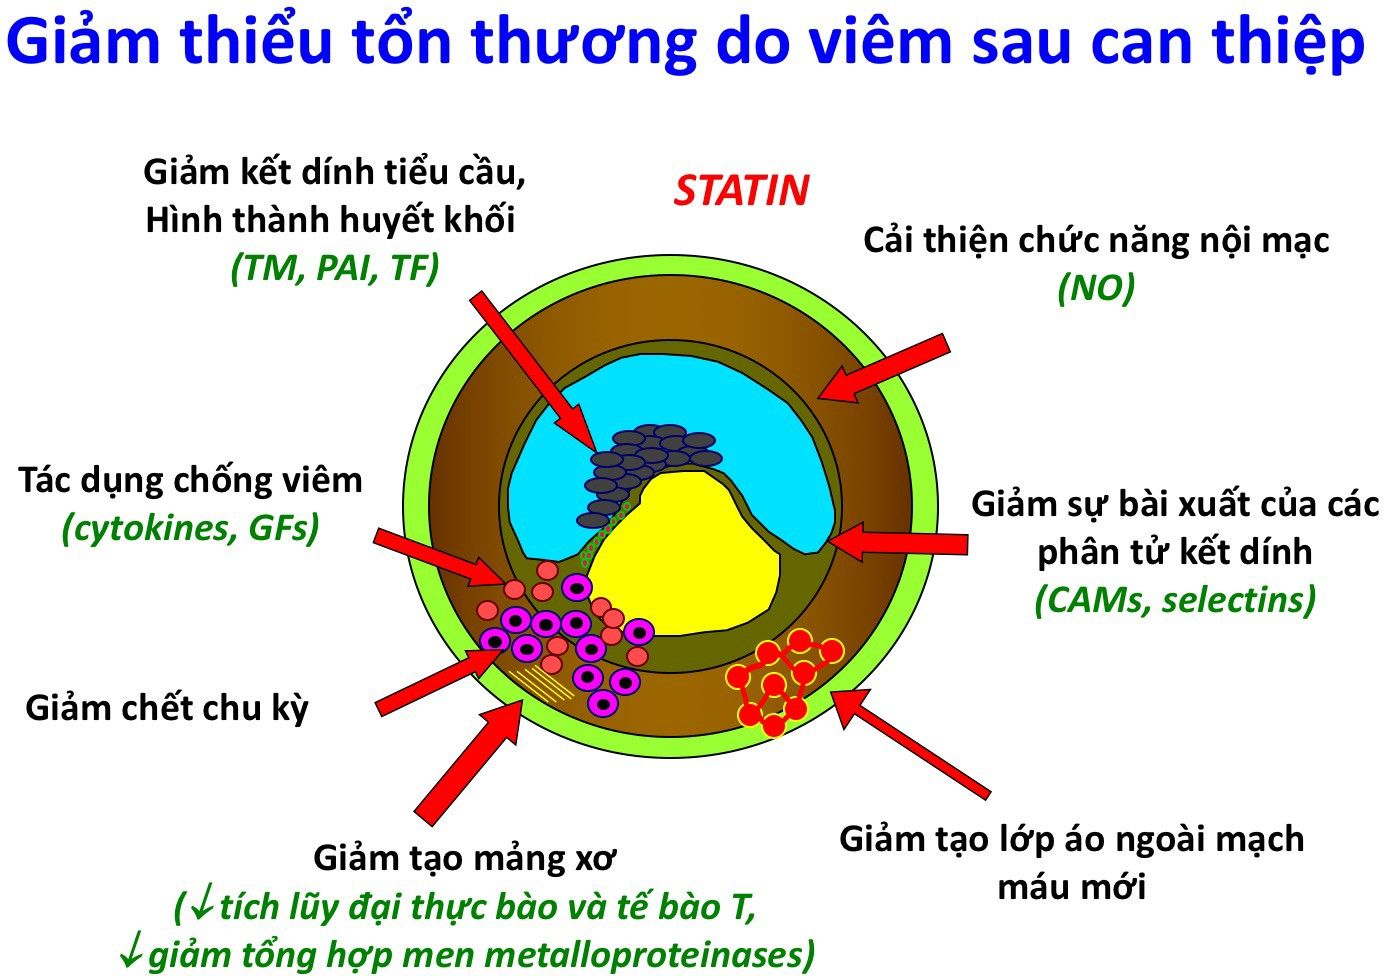 Giảm thiểu tổn thương do viêm sau can thiệp
Giảm kết dính tiểu cầu,
Hình thành huyết khối
(TM, PAI, TF)
STATIN
Cải thiện chức năng nội mạc
(NO)
Tác dụng chống viêm
(cytokines, GFs)
Giảm sự bài xuất của các
phân tử kết dính
(CAMs, selectins)
Giảm chết chu kỳ
Giảm tạo mảng xơ
(↓tích lũy đại thực bào và tế bào T,
↓giảm tổng hợp men metalloproteinases)
Giảm tạo lớp áo ngoài mạch
máu mới